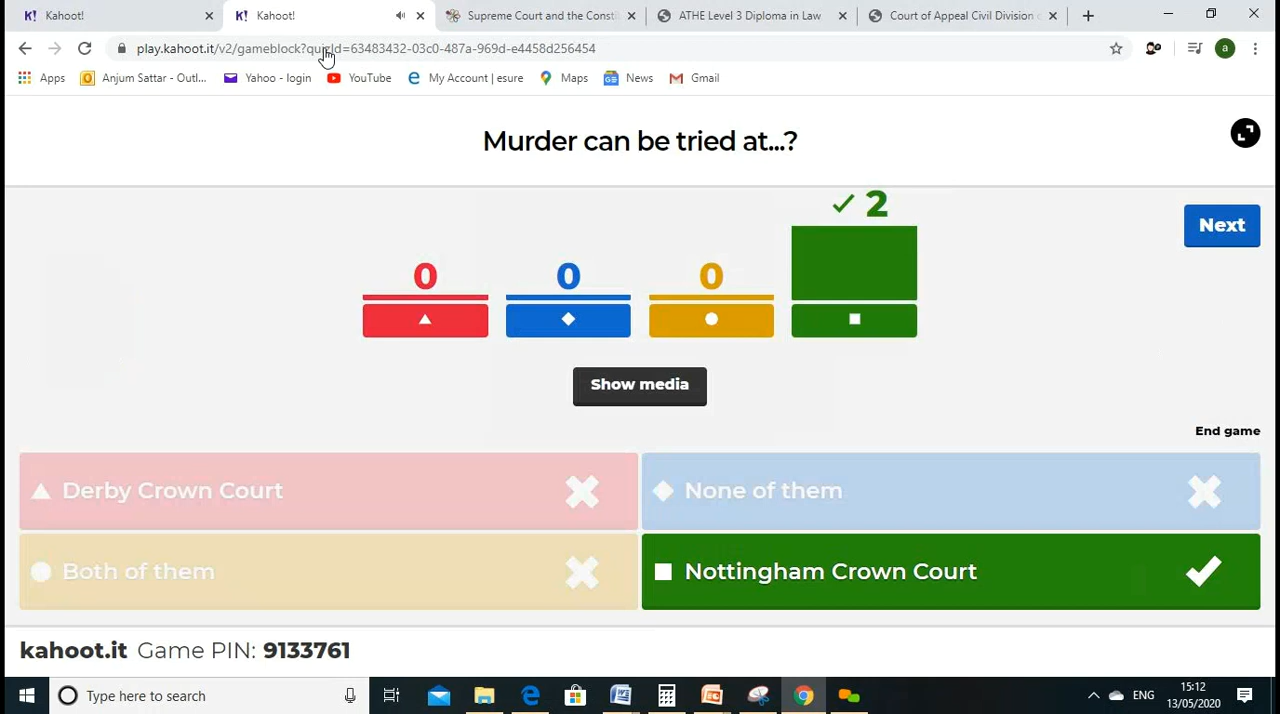 K! Kahoot!
K! Kahoot!
Supreme Court and the Consti
ATHE Level 3 Diploma in Law
Court of Appeal Civil Division c
play.kahoot.it/v2/gameblock?quizId=63483432-03c0-487a-969d-e4458d256454
a
Apps
Anjum Sattar - Outl...
Yahoo - login
YouTube
My Account | esure
Maps
News
Gmail
Murder can be tried at...?
0
0
0
2
Next
Show media
End game
Derby Crown Court
None of them
Both of them
Nottingham Crown Court
kahoot.it Game PIN: 9133761
Type here to search
ENG
15:12
13/05/2020